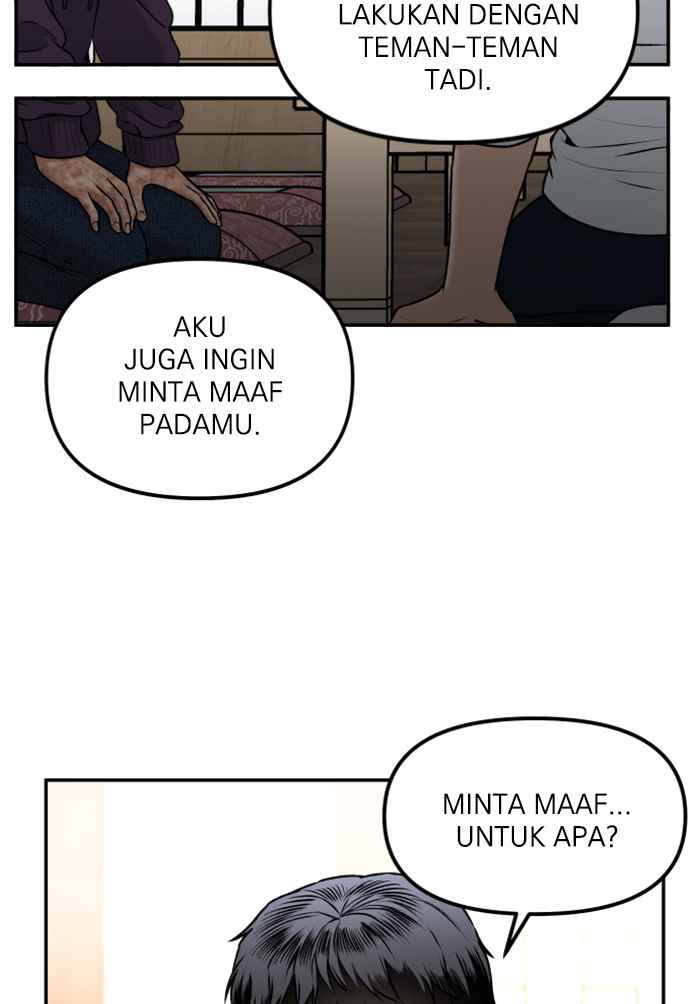 LAKUKAN DENGAN
TEMAN-TEMAN
TADI.
AKU
JUGA INGIN
MINTA MAAF
PADAMU.
MINTA MAAF...
UNTUK APA?